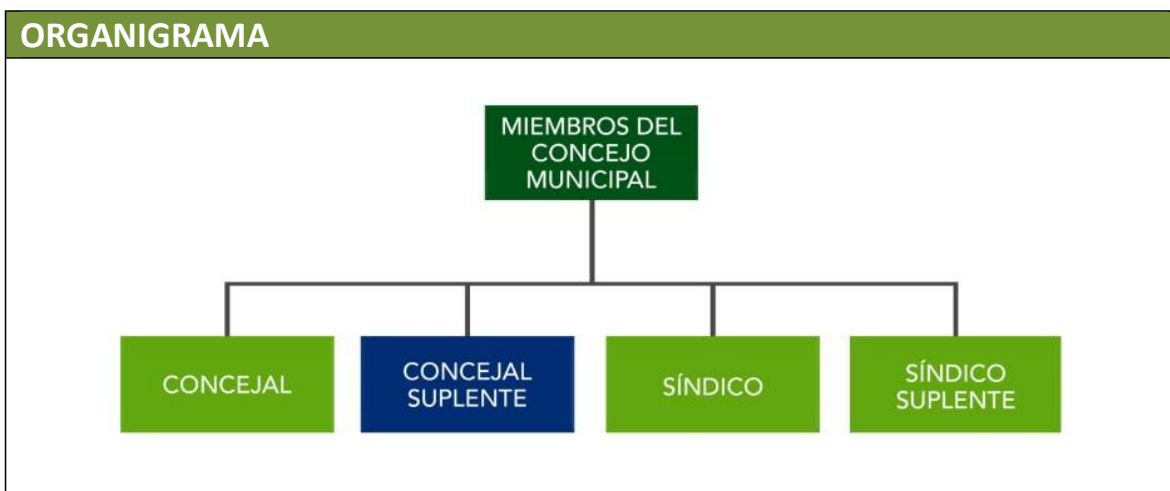 ORGANIGRAMA
MIEMBROS DEL
CONCEJO
MUNICIPAL
CONCEJAL
CONCEJAL
SUPLENTE
SÍNDICO
SÍNDICO
SUPLENTE